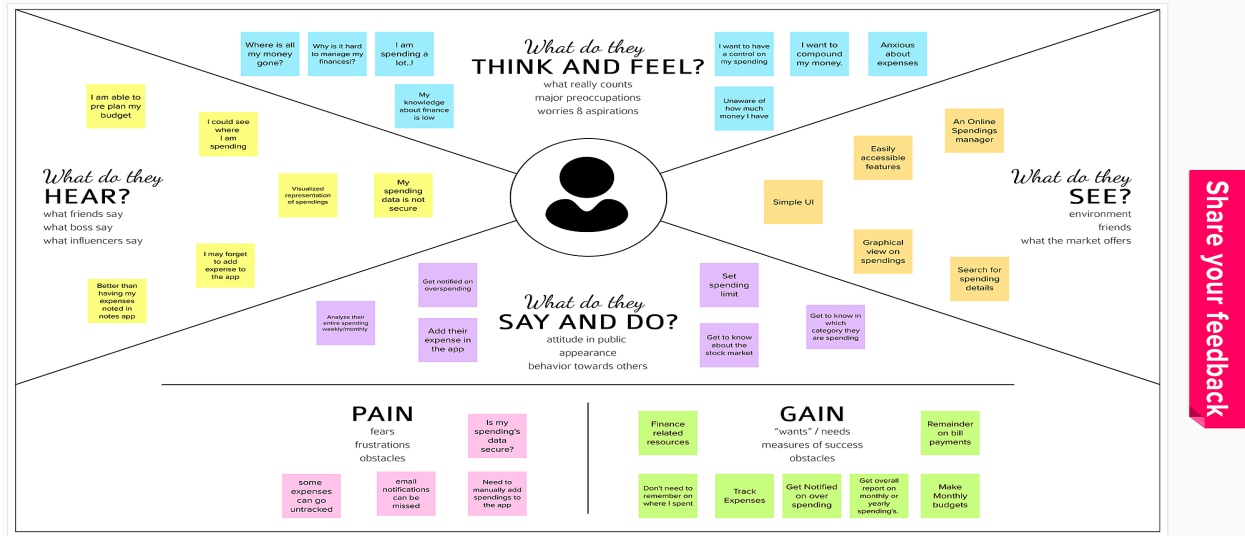 What do they
THINK AND FEEL?
what really counts
major preoccupations
worries & aspirations
Where is all
my money
gone?
Why is it hard
to manage my
finances!?
I am
spending a
lot..!
My
knowledge
about finance
is low
I want to have
a control on
my spending
I want to
compound
my money.
Anxious
about
expenses
Unaware of
how much
money I have
What do they
HEAR?
what friends say
what boss say
what influencers say
I am able to
pre plan my
budget
I could see
where
I am
spending
Visualized
representation
of spendings
My
spending
data is not
secure
I may forget
to add
expense to
the app
Better than
having my
expenses
noted in
notes app
What do they
SEE?
environment
friends
what the market offers
An Online
Spendings
manager
Easily
accessible
features
Simple UI
Graphical
view on
spendings
Search for
spending
details
What do they
SAY AND DO?
attitude in public
appearance
behavior towards others
Get notified on
overspending
Analyze their
entire spending
weekly/monthly
Add their
expense in
the app
Set
spending
limit
Get to know
about the
stock market
Get to know in
which
category they
are spending
PAIN
fears
frustrations
obstacles
Is my
spending's
data
secure?
some
expenses
can go
untracked
email
notifications
can be
missed
Need to
manually add
spendings to
the app
GAIN
"wants" / needs
measures of success
obstacles
Finance
related
resources
Remainder
on bill
payments
Don't need to
remember on
where I spent
Track
Expenses
Get Notified
on over
spending
Get overall
report on
monthly or
yearly
spending's.
Make
Monthly
budgets
Share your feedback